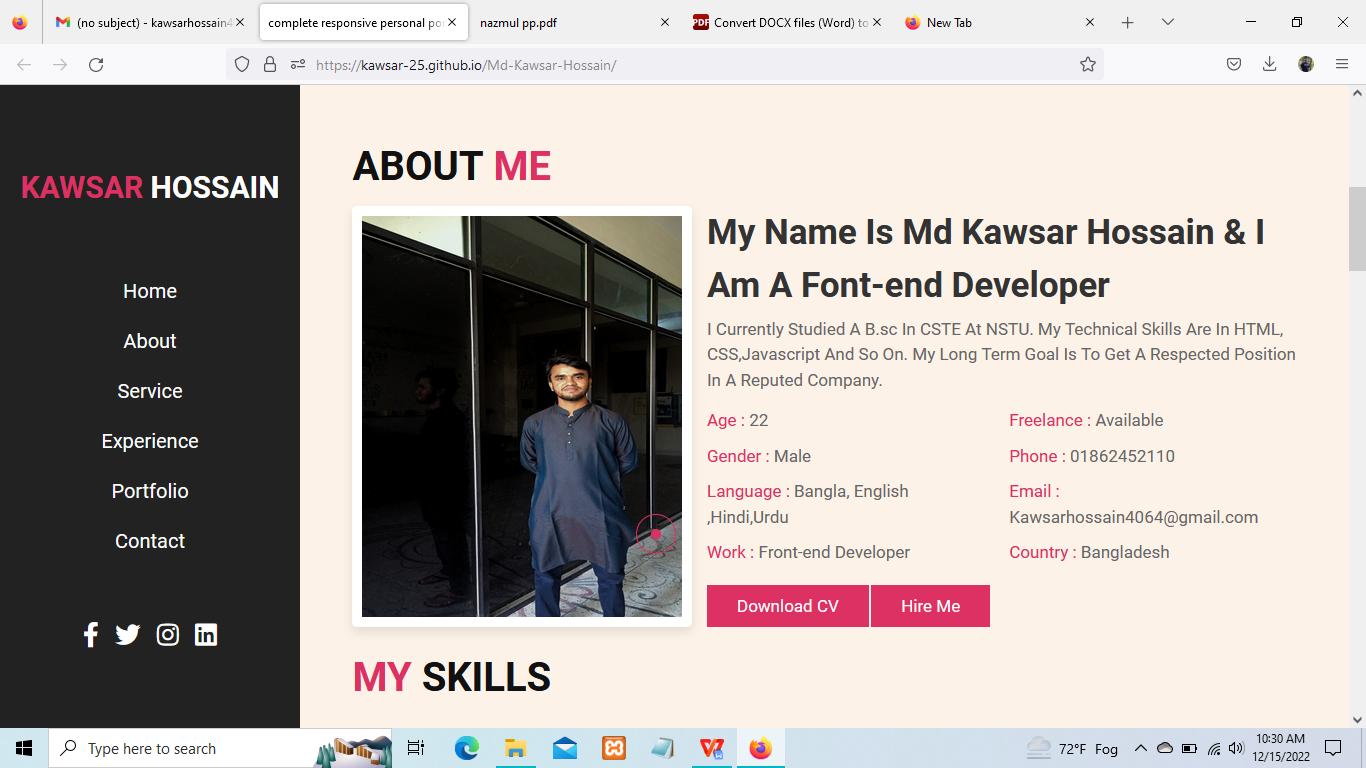 (no subject) - kawsarhossain4
complete responsive personal po
nazmul pp.pdf
PDF Convert DOCX files (Word) to
New Tab
https://kawsar-25.github.io/Md-Kawsar-Hossain/
KAWSAR HOSSAIN
Home
About
Service
Experience
Portfolio
Contact
ABOUT ME
My Name Is Md Kawsar Hossain & I
Am A Font-end Developer
I Currently Studied A B.sc In CSTE At NSTU. My Technical Skills Are In HTML,
CSS,Javascript And So On. My Long Term Goal Is To Get A Respected Position
In A Reputed Company.
Age : 22
Freelance : Available
Gender : Male
Phone : 01862452110
Language : Bangla, English
,Hindi,Urdu
Email :
Kawsarhossain4064@gmail.com
Work : Front-end Developer
Country : Bangladesh
Download CV
Hire Me
MY SKILLS
Type here to search
72°F Fog
10:30 AM
12/15/2022